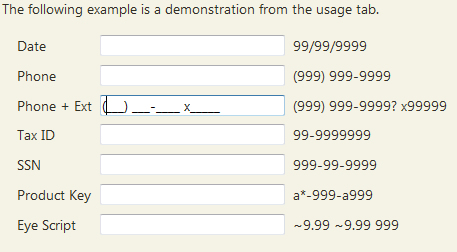 The following example is a demonstration from the usage tab.
Date 99/99/9999
Phone (999) 999-9999
Phone + Ext (___) ___-____ x_____ (999) 999-9999? x99999
Tax ID 99-9999999
SSN 999-99-9999
Product Key a*-999-a999
Eye Script ~9.99 ~9.99 999